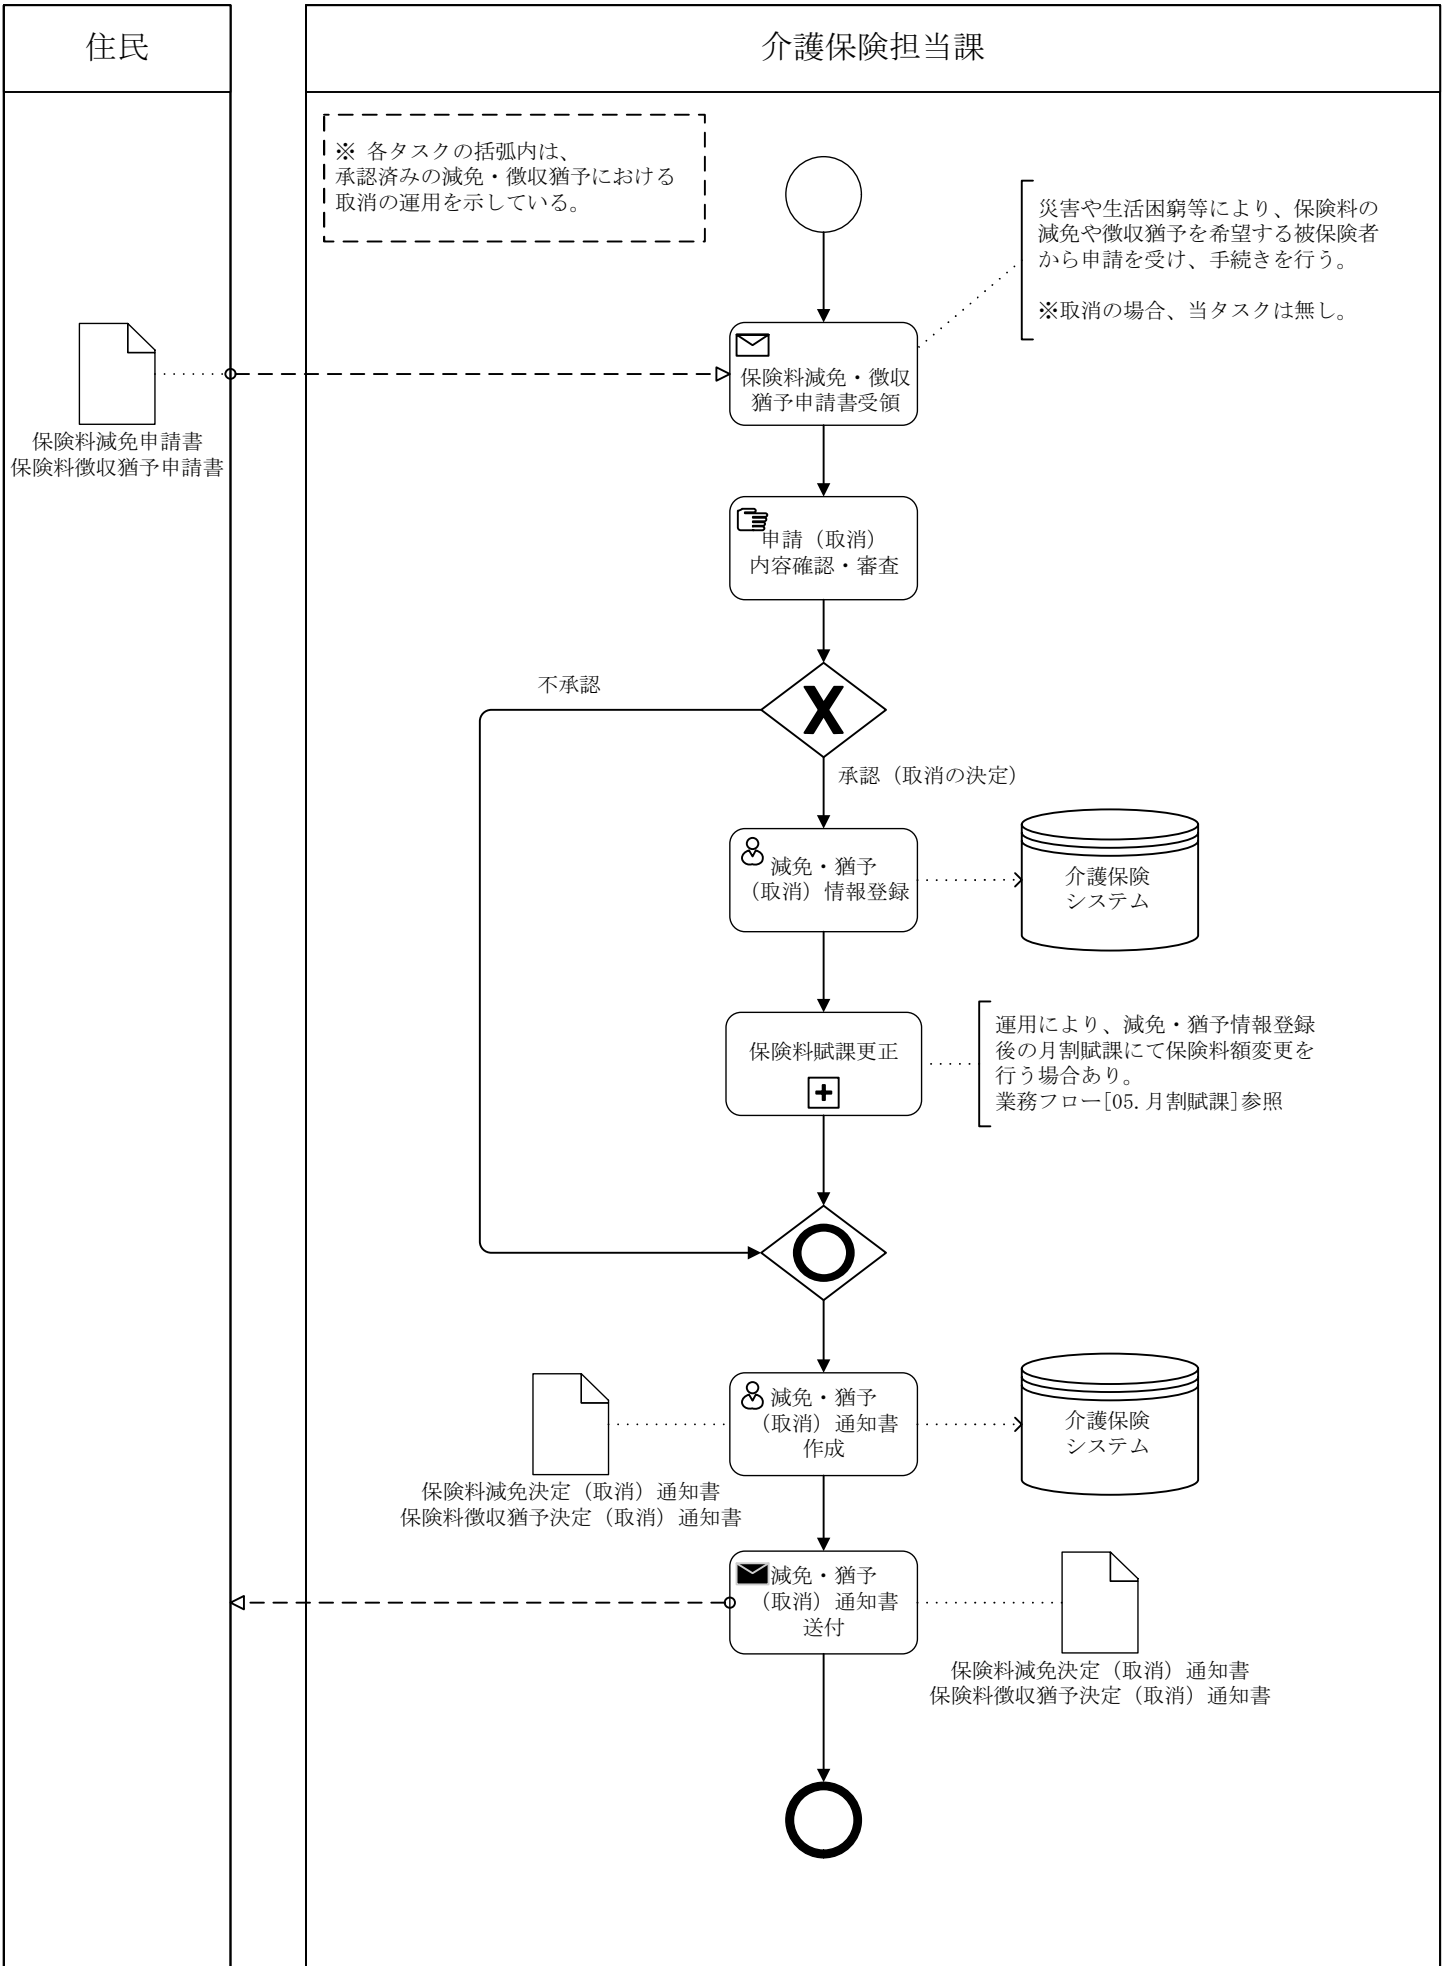 住民
介護保険担当課
※ 各タスクの括弧内は、
承認済みの減免・徴収猶予における
取消の運用を示している。
災害や生活困窮等により、保険料の
減免や徴収猶予を希望する被保険者
から申請を受け、手続きを行う。
※取消の場合、当タスクは無し。
保険料減免・徴収
猶予申請書受領
保険料減免申請書
保険料徴収猶予申請書
申請（取消）
内容確認・審査
不承認
承認（取消の決定）
減免・猶予
（取消）情報登録
介護保険
システム
保険料賦課更正
運用により、減免・猶予情報登録
後の月割賦課にて保険料額変更を
行う場合あり。
業務フロー[05.月割賦課]参照
減免・猶予
（取消）通知書
作成
介護保険
システム
保険料減免決定（取消）通知書
保険料徴収猶予決定（取消）通知書
減免・猶予
（取消）通知書
送付
保険料減免決定（取消）通知書
保険料徴収猶予決定（取消）通知書